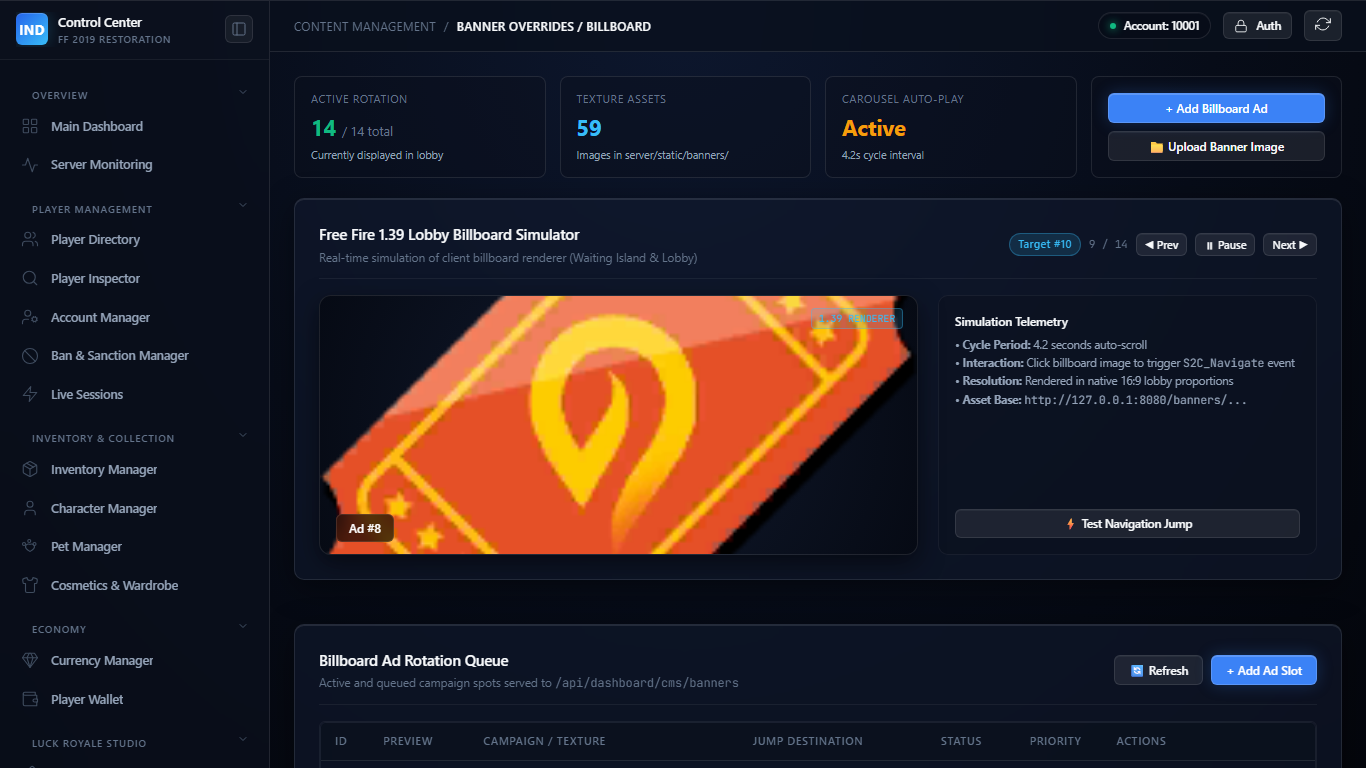 IND
Control Center
FF 2019 RESTORATION
CONTENT MANAGEMENT / BANNER OVERRIDES / BILLBOARD
Account: 10001
Auth
OVERVIEW
Main Dashboard
Server Monitoring
PLAYER MANAGEMENT
Player Directory
Player Inspector
Account Manager
Ban & Sanction Manager
Live Sessions
INVENTORY & COLLECTION
Inventory Manager
Character Manager
Pet Manager
Cosmetics & Wardrobe
ECONOMY
Currency Manager
Player Wallet
LUCK ROYALE STUDIO
ACTIVE ROTATION
14 / 14 total
Currently displayed in lobby
TEXTURE ASSETS
59
Images in server/static/banners/
CAROUSEL AUTO-PLAY
Active
4.2s cycle interval
+ Add Billboard Ad
Upload Banner Image
Free Fire 1.39 Lobby Billboard Simulator
Real-time simulation of client billboard renderer (Waiting Island & Lobby)
Target #10
9 / 14
Prev
Pause
Next
RENDERER
Ad #8
Simulation Telemetry
• Cycle Period: 4.2 seconds auto-scroll
• Interaction: Click billboard image to trigger S2C_Navigate event
• Resolution: Rendered in native 16:9 lobby proportions
• Asset Base: http://127.0.0.1:8080/banners/...
Test Navigation Jump
Billboard Ad Rotation Queue
Active and queued campaign spots served to /api/dashboard/cms/banners
Refresh
+ Add Ad Slot
ID PREVIEW CAMPAIGN / TEXTURE JUMP DESTINATION STATUS PRIORITY ACTIONS